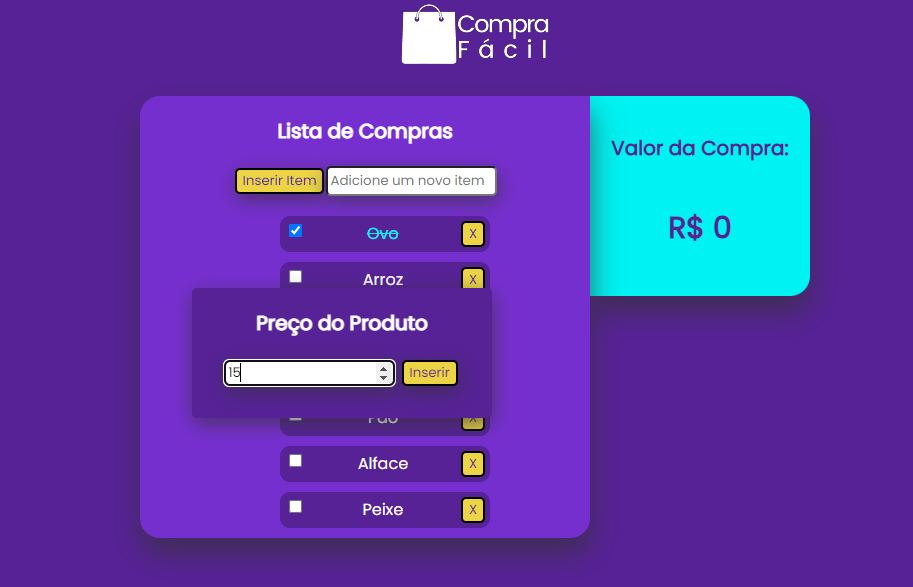 Compra
Fácil
Lista de Compras
Valor da Compra:
Inserir Item Adicione um novo item
R$ 0
Ovo X
Arroz X
Preço do Produto
15 Inserir
Alface X
Peixe X